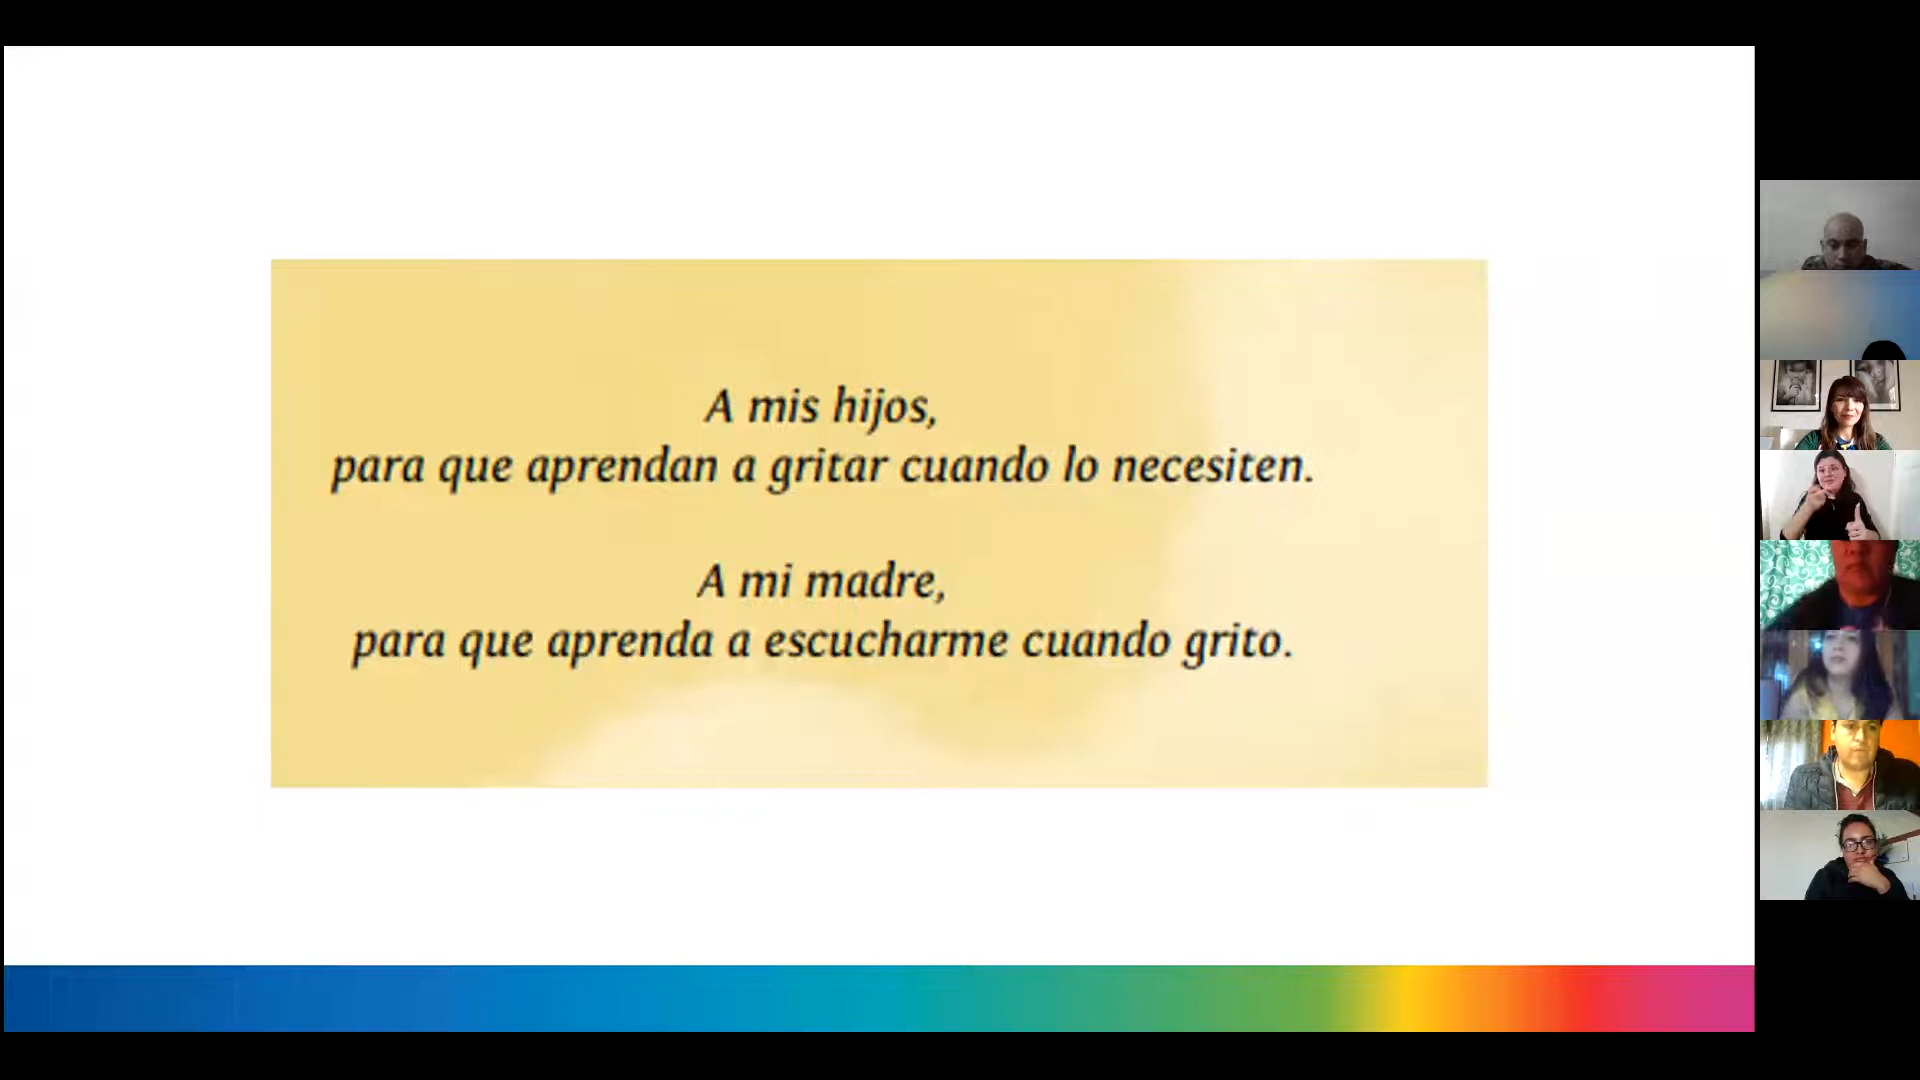 A mis hijos,
para que aprendan a gritar cuando lo necesiten.
A mi madre,
para que aprenda a escucharme cuando grito.